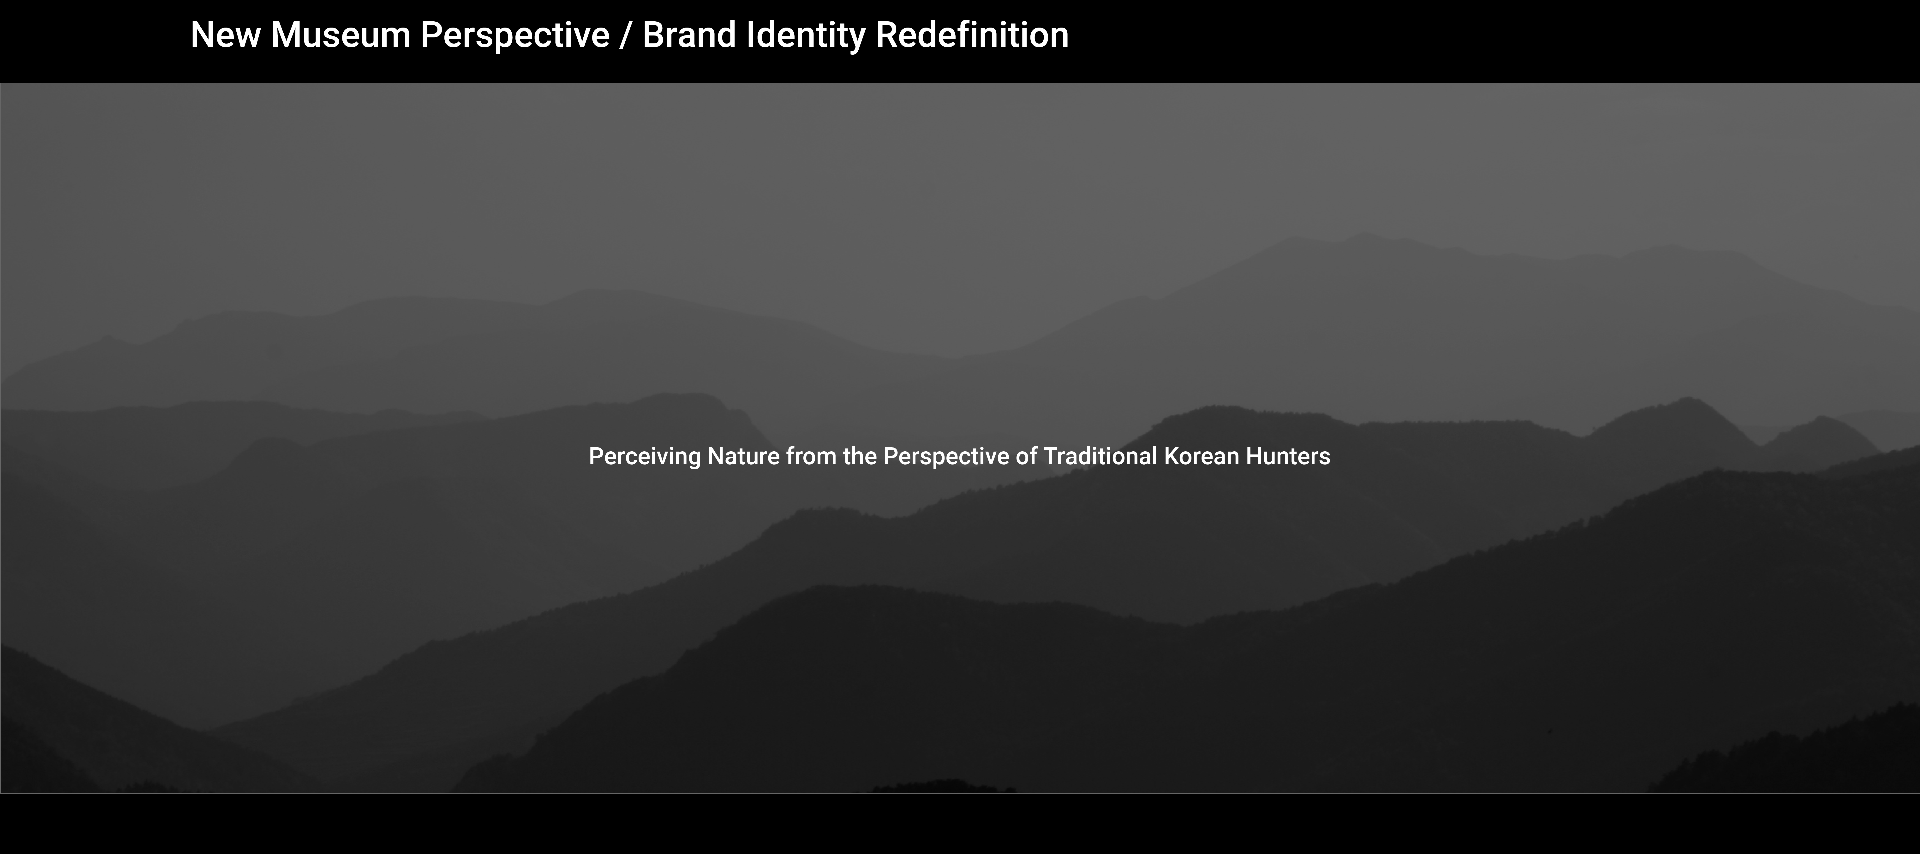 New Museum Perspective / Brand Identity Redefinition
Perceiving Nature from the Perspective of Traditional Korean Hunters